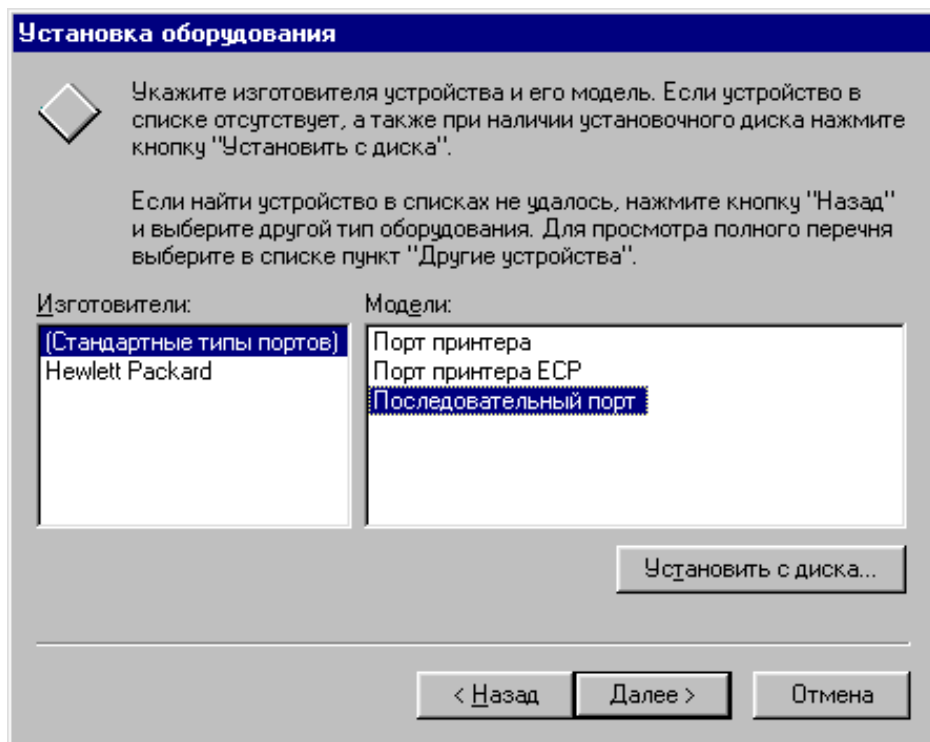 Установка оборудования
Укажите изготовителя устройства и его модель. Если устройство в
списке отсутствует, а также при наличии установочного диска нажмите
кнопку "Установить с диска".
Если найти устройство в списках не удалось, нажмите кнопку "Назад"
и выберите другой тип оборудования. Для просмотра полного перечня
выберите в списке пункт "Другие устройства".
Изготовители:
(Стандартные типы портов)
Hewlett Packard
Модели:
Порт принтера
Порт принтера ECP
Последовательный порт
Установить с диска...
< Назад
Далее >
Отмена